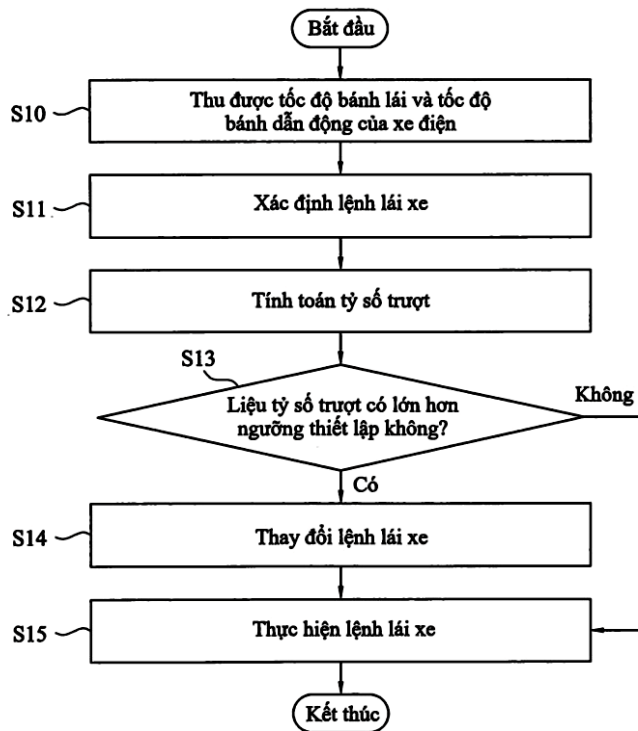 Bắt đầu
S10
Thu được tốc độ bánh lái và tốc độ
bánh dẫn động của xe điện
S11
Xác định lệnh lái xe
S12
Tính toán tỷ số trượt
S13
Liệu tỷ số trượt có lớn hơn
ngưỡng thiết lập không?
Không
Có
S14
Thay đổi lệnh lái xe
S15
Thực hiện lệnh lái xe
Kết thúc